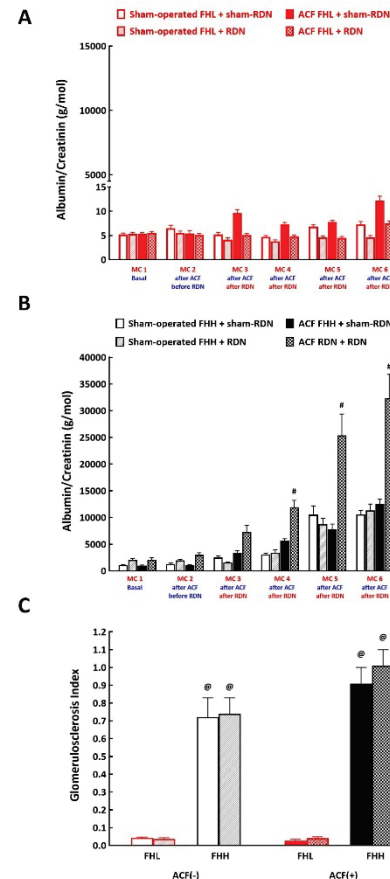 A
Sham-operated FHL + sham-RDN
ACF FHL + sham-RDN
Sham-operated FHL + RDN
ACF FHL + RDN
Albumin/Creatinin (g/mol)
15000
10000
5000
15
10
5
0
MC 1 MC 2 MC 3 MC 4 MC 5 MC 6
Basal after ACF after ACF after ACF after ACF after ACF
before RDN after RDN after RDN after RDN after RDN
B
Sham-operated FHH + sham-RDN
ACF FHH + sham-RDN
Sham-operated FHH + RDN
ACF RDN + RDN
Albumin/Creatinin (g/mol)
40000
35000
30000
25000
20000
15000
10000
5000
0
# # #
MC 1 MC 2 MC 3 MC 4 MC 5 MC 6
Basal after ACF after ACF after ACF after ACF after ACF
before RDN after RDN after RDN after RDN after RDN
C
Glomerulosclerosis Index
1.2
1.1
1.0
0.9
0.8
0.7
0.6
0.5
0.4
0.3
0.2
0.1
0.0
@ @ @ @
FHL FHH FHL FHH
ACF(-) ACF(+)